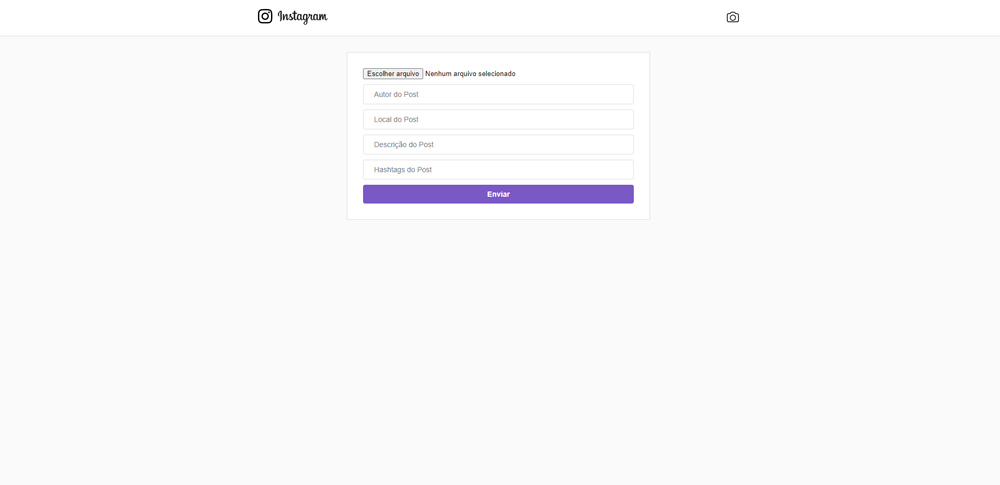 Instagram
Escolher arquivo Nenhum arquivo selecionado
Autor do Post
Local do Post
Descrição do Post
Hashtags do Post
Enviar